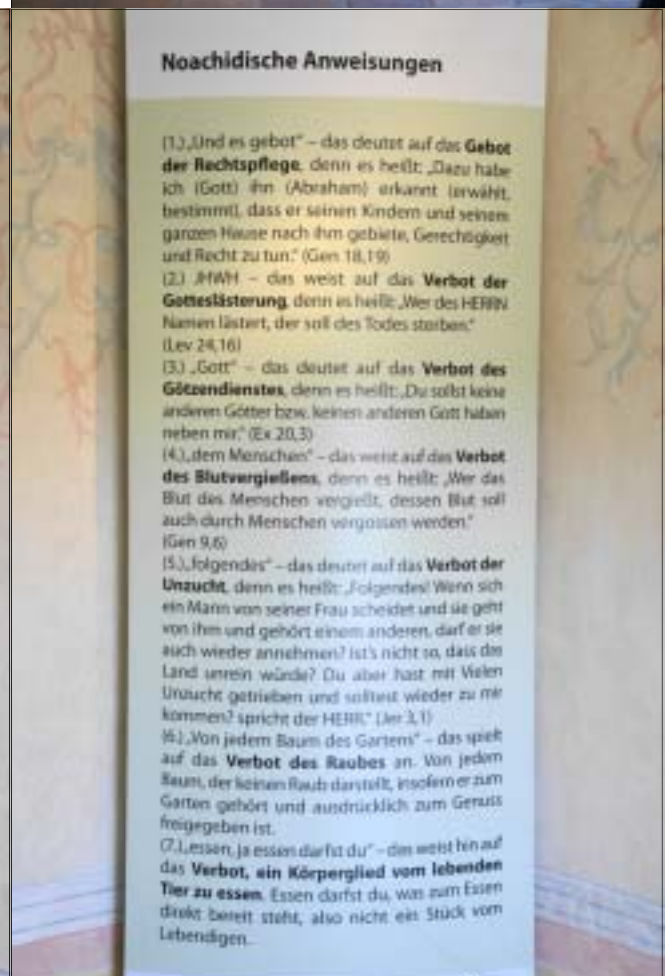 Noachidische Anweisungen
(1.) „Und es gebot" – das deutet auf das Gebot
der Rechtspflege, denn es heißt: „Dazu habe
ich (Gott) ihn (Abraham) erkannt (erwählt,
bestimmt), dass er seinen Kindern und seinem
ganzen Hause nach ihm gebiete, Gerechtigkeit
und Recht zu tun." (Gen 18,19)
(2.) JHWH – das weist auf das Verbot der
Gotteslästerung, denn es heißt: „Wer des HERRN
Namen lästert, der soll des Todes sterben."
(Lev 24,16)
(3.) „Gott" – das deutet auf das Verbot des
Götzendienstes, denn es heißt: „Du sollst keine
anderen Götter bzw. keinen anderen Gott haben
neben mir." (Ex 20,3)
(4.) „dem Menschen" – das weist auf das Verbot
des Blutvergießens, denn es heißt: „Wer das
Blut des Menschen vergießt, dessen Blut soll
auch durch Menschen vergossen werden."
(Gen 9,6)
(5.) „folgendes" – das deutet auf das Verbot der
Unzucht, denn es heißt: „Folgendes! Wenn sich
ein Mann von seiner Frau scheidet und sie geht
von ihm und gehört einem anderen, darf er sie
auch wieder annehmen? Ist's nicht so, dass das
Land unrein würde? Du aber hast mit Vielen
Unzucht getrieben und solltest wieder zu mir
kommen? spricht der HERR." (Jer 3,1)
(6.) „Von jedem Baum des Gartens" – das spielt
auf das Verbot des Raubes an. Von jedem
Baum, der keinen Raub darstellt, insofern er zum
Garten gehört und ausdrücklich zum Genuss
freigegeben ist.
(7.) „essen, ja essen darfst du" – das weist hin auf
das Verbot, ein Körperglied vom lebenden
Tier zu essen. Essen darfst du, was zum Essen
direkt bereit steht, also nicht ein Stück vom
Lebendigen.